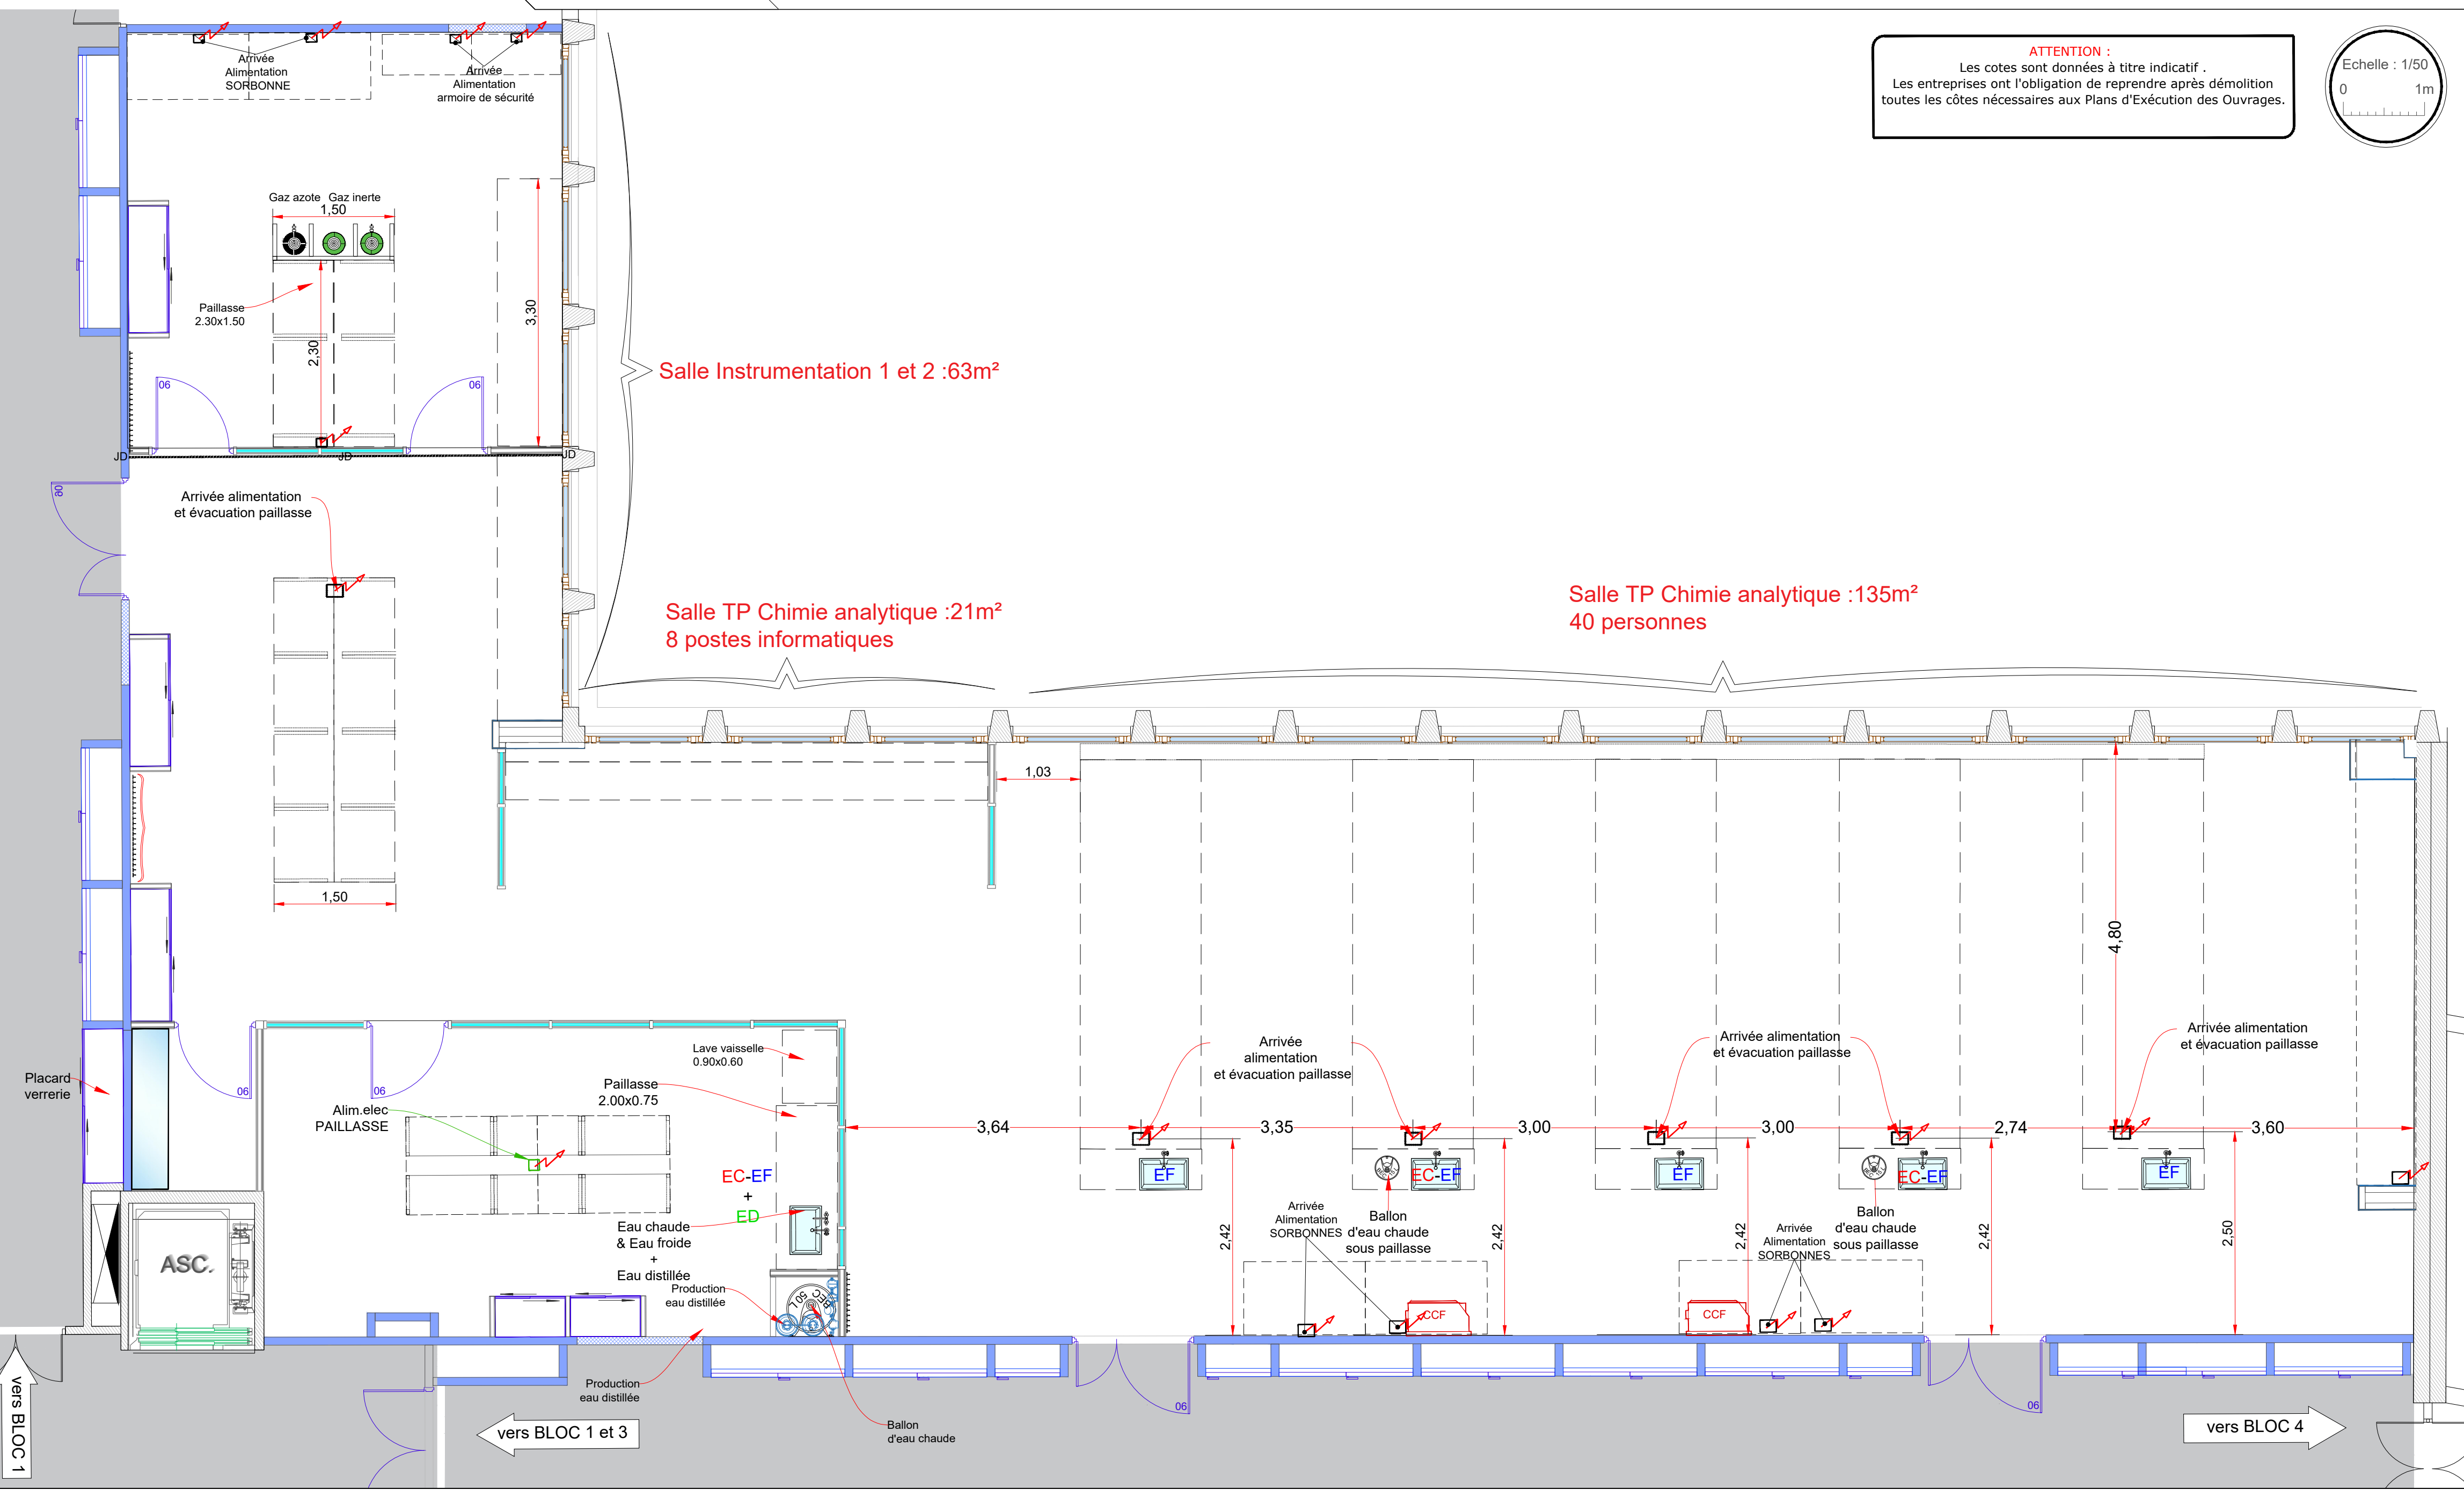 ATTENTION :
Les cotes sont données à titre indicatif .
Les entreprises ont l'obligation de reprendre après démolition
toutes les côtes nécessaires aux Plans d'Exécution des Ouvrages.
Echelle : 1/50
0 1m
Arrivée
Alimentation
SORBONNE
Arrivée
Alimentation
armoire de sécurité
Gaz azote Gaz inerte
1,50
Paillasse
2.30x1.50
2,30
3,30
90
90
JD
JD
JD
Salle Instrumentation 1 et 2 :63m²
90
Arrivée alimentation
et évacuation paillasse
1,50
Salle TP Chimie analytique :21m²
8 postes informatiques
Salle TP Chimie analytique :135m²
40 personnes
1,03
4,80
Placard
verrerie
90
90
Lave vaisselle
0.90x0.60
Paillasse
2.00x0.75
Alim.elec
PAILLASSE
EC-EF
+
ED
Eau chaude
& Eau froide
+
Eau distillée
Production
eau distillée
BEC
50 L
ASC.
Arrivée
alimentation
et évacuation paillasse
Arrivée alimentation
et évacuation paillasse
Arrivée alimentation
et évacuation paillasse
3,64
3,35
3,00
3,00
2,74
3,60
EF
EC-EF
EF
EC-EF
EF
2,42
2,42
2,42
2,42
2,50
Arrivée
Alimentation
SORBONNES
Ballon
d'eau chaude
sous paillasse
Arrivée
Alimentation
SORBONNES
Ballon
d'eau chaude
sous paillasse
CCF
CCF
90
90
Production
eau distillée
Ballon
d'eau chaude
vers BLOC 1
vers BLOC 1 et 3
vers BLOC 4